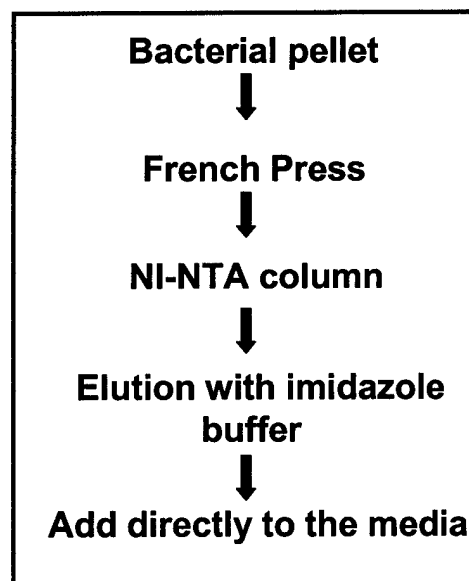 Bacterial pellet
French Press
NI-NTA column
Elution with imidazole
buffer
Add directly to the media